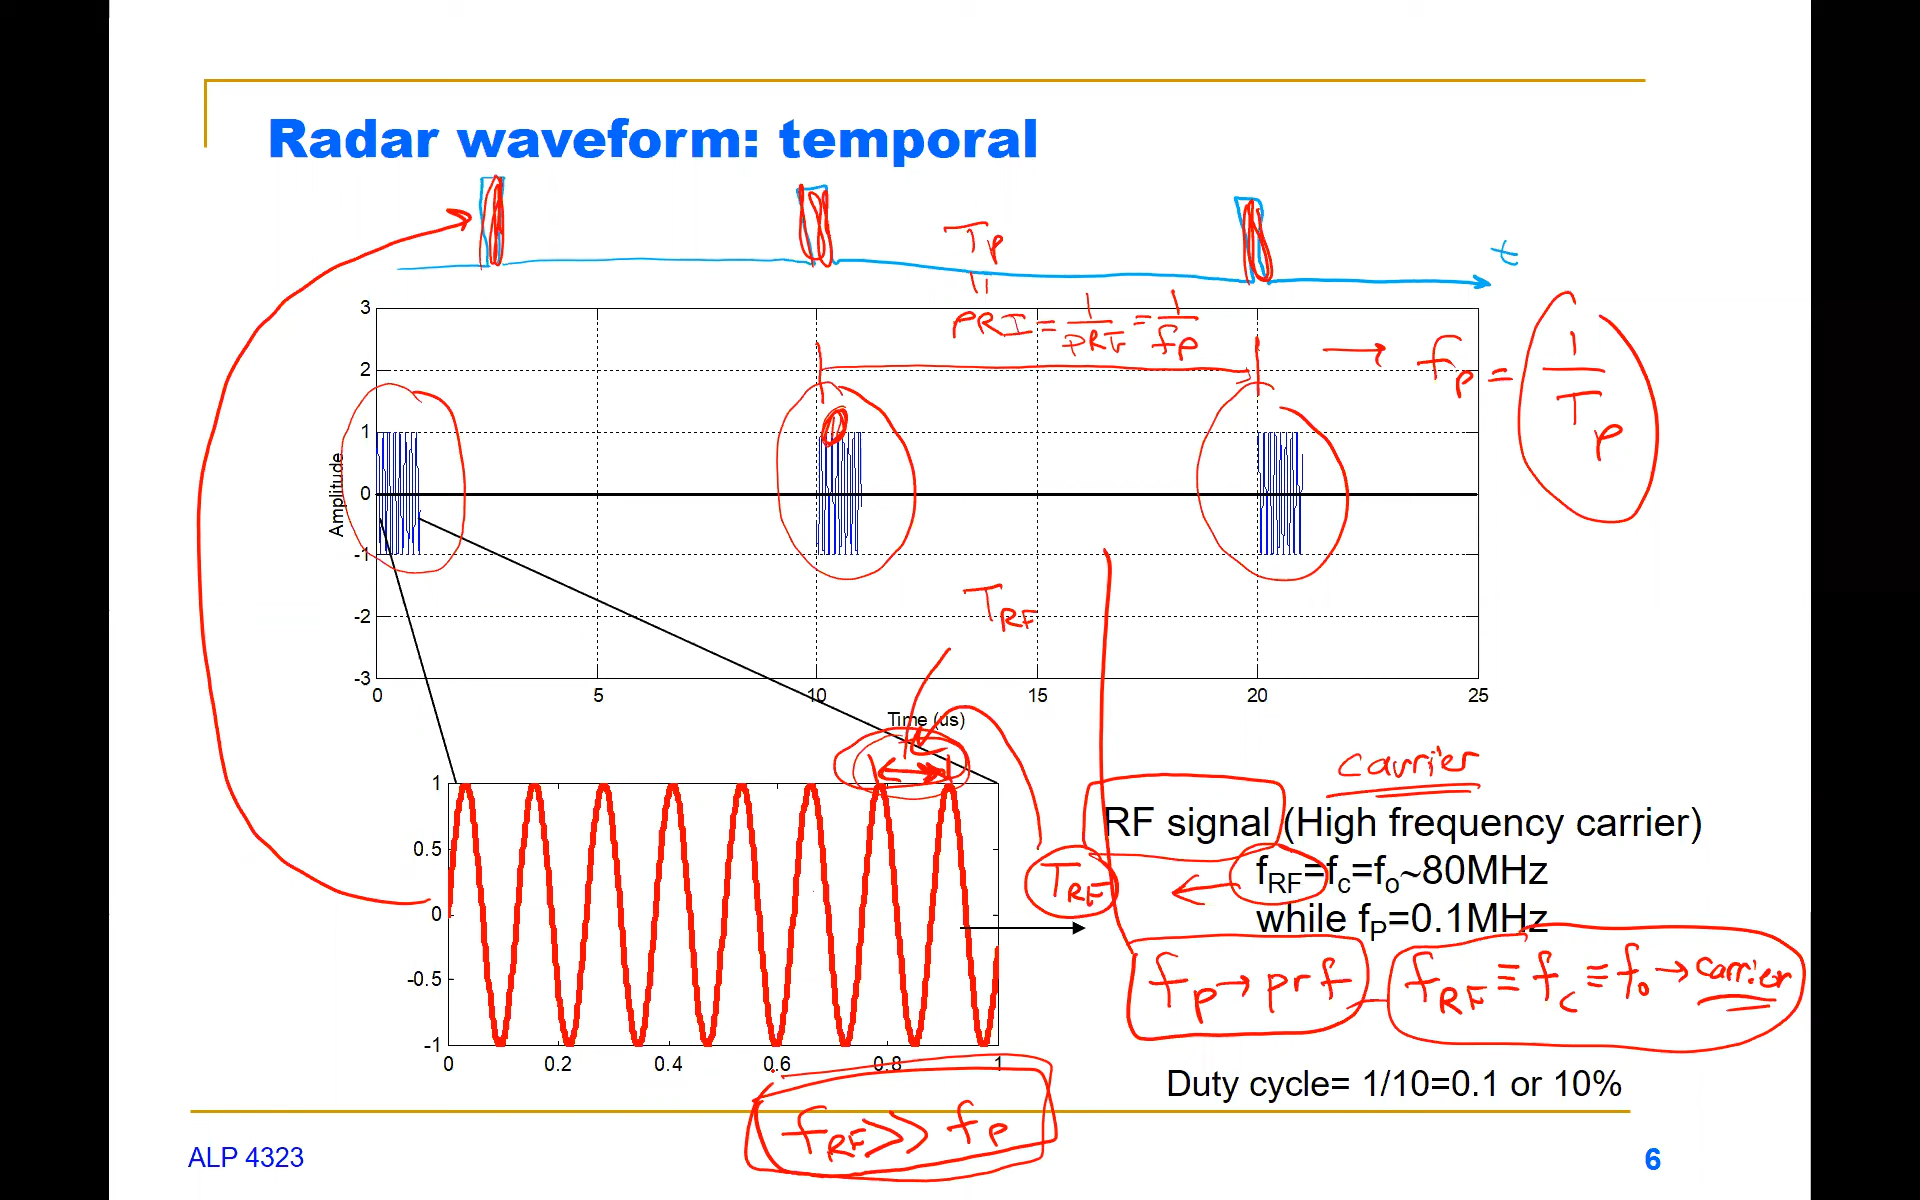 Radar waveform: temporal
t
Tp
PRI = 1/PRF = 1/fp
→ fp = 1/Tp
3
2
1
0
-1
-2
-3
Amplitude
TRF
0 5 10 15 20 25
Time (us)
carrier
1
0.5
0
-0.5
-1
0 0.2 0.4 0.6 0.8 1
RF signal (High frequency carrier)
TRF ← fRF=fc=fo~80MHz
while fP=0.1MHz
fp → prf
fRF ≡ fc ≡ fo → carrier
Duty cycle= 1/10=0.1 or 10%
fRF >> fp
ALP 4323
6